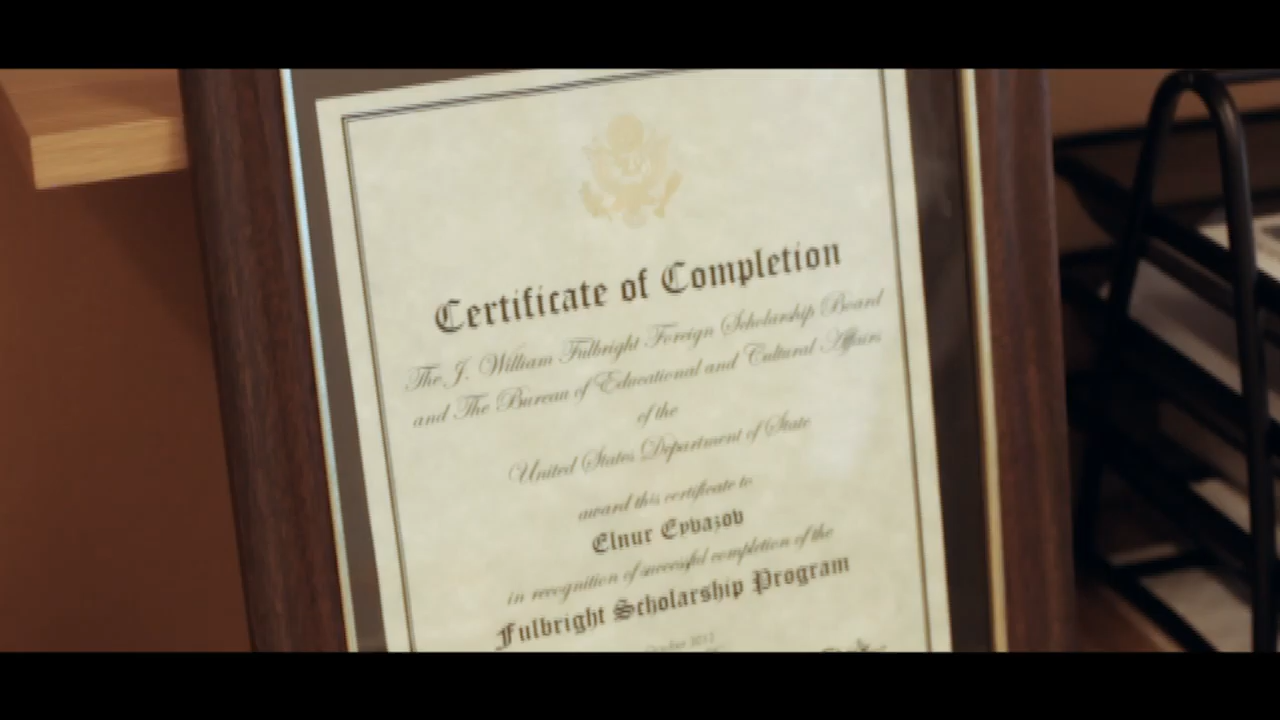 Certificate of Completion
The J. William Fulbright Foreign Scholarship Board
and The Bureau of Educational and Cultural Affairs
of the
United States Department of State
award this certificate to
Elnur Eyvazov
in recognition of successful completion of the
Fulbright Scholarship Program